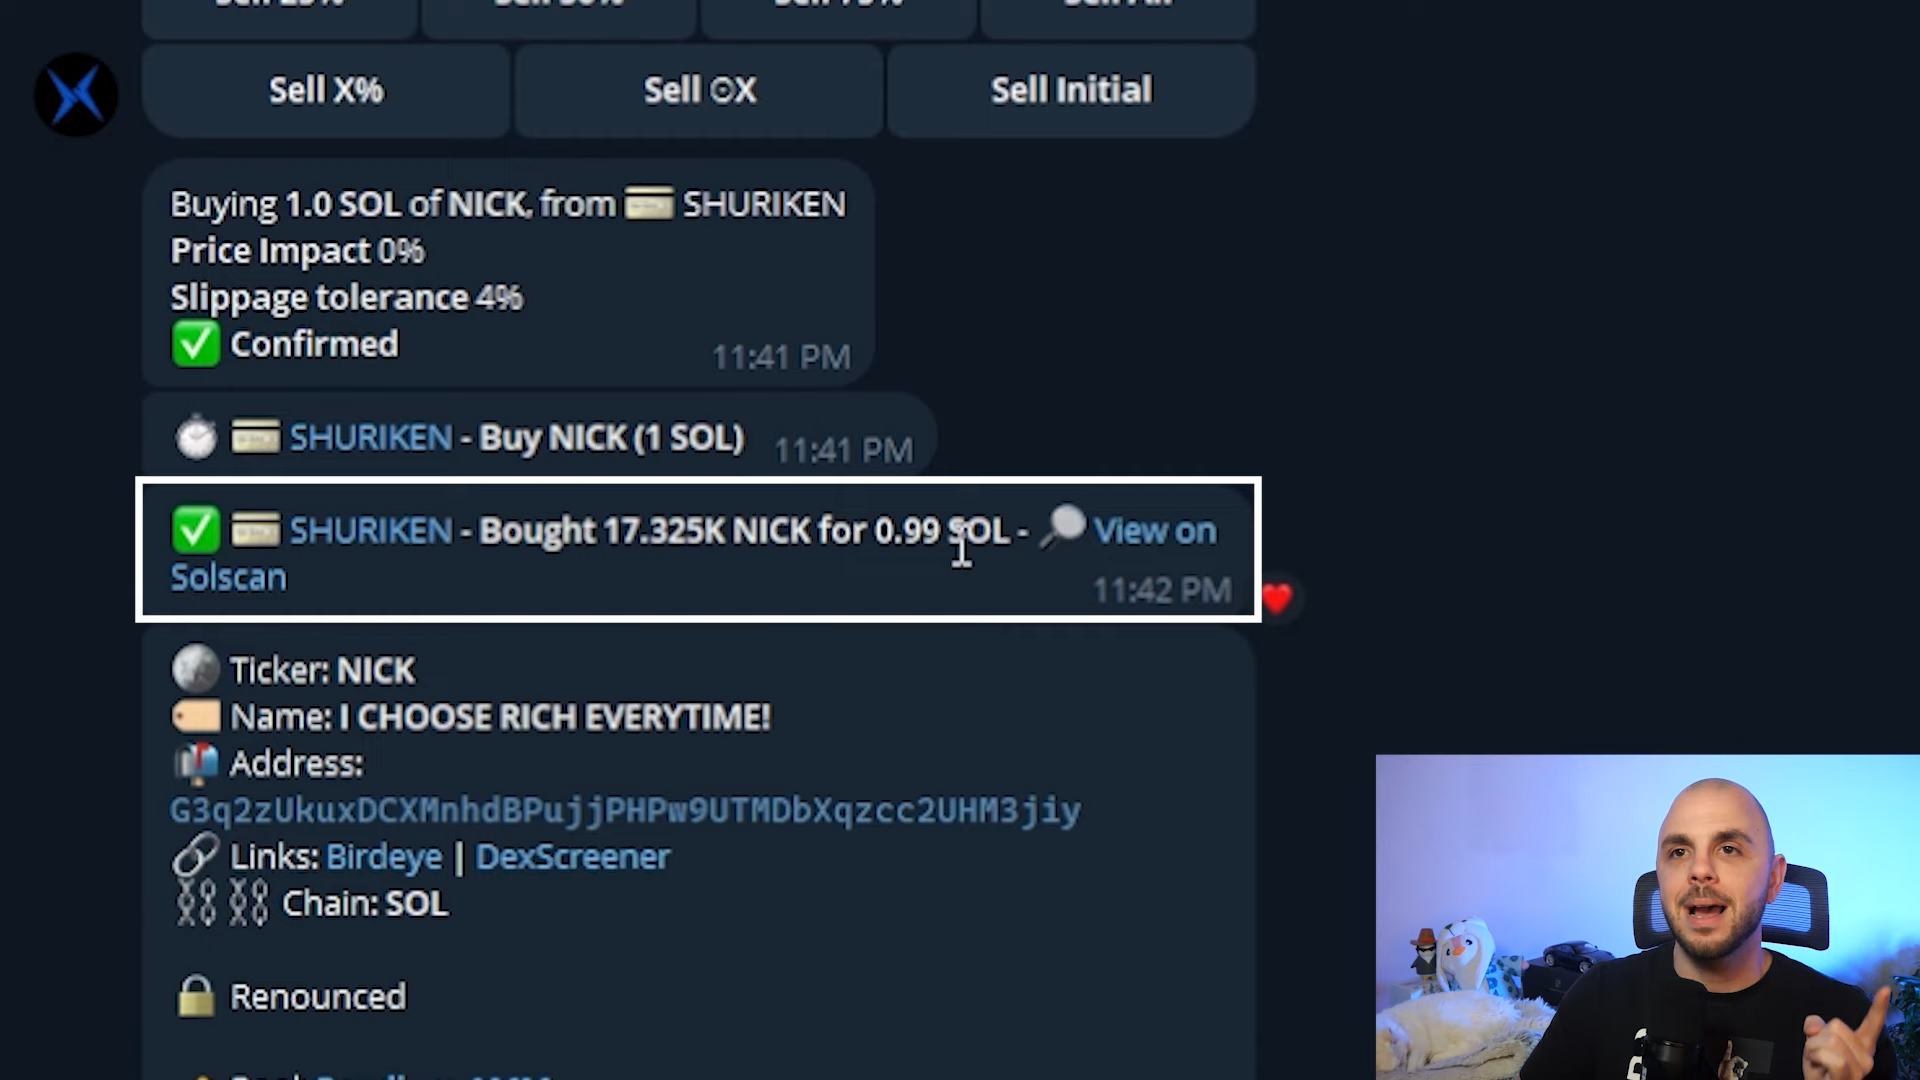 Sell X%
Sell ⊙X
Sell Initial
Buying 1.0 SOL of NICK, from 💳 SHURIKEN
Price Impact 0%
Slippage tolerance 4%
✅ Confirmed
11:41 PM
⏱ 💳 SHURIKEN - Buy NICK (1 SOL) 11:41 PM
✅ 💳 SHURIKEN - Bought 17.325K NICK for 0.99 SOL - 🔎 View on
Solscan
11:42 PM
Ticker: NICK
Name: I CHOOSE RICH EVERYTIME!
Address:
G3q2zUkuxDCXMnhdBPujjPHPw9UTMDbXqzcc2UHM3jiy
Links: Birdeye | DexScreener
Chain: SOL
Renounced